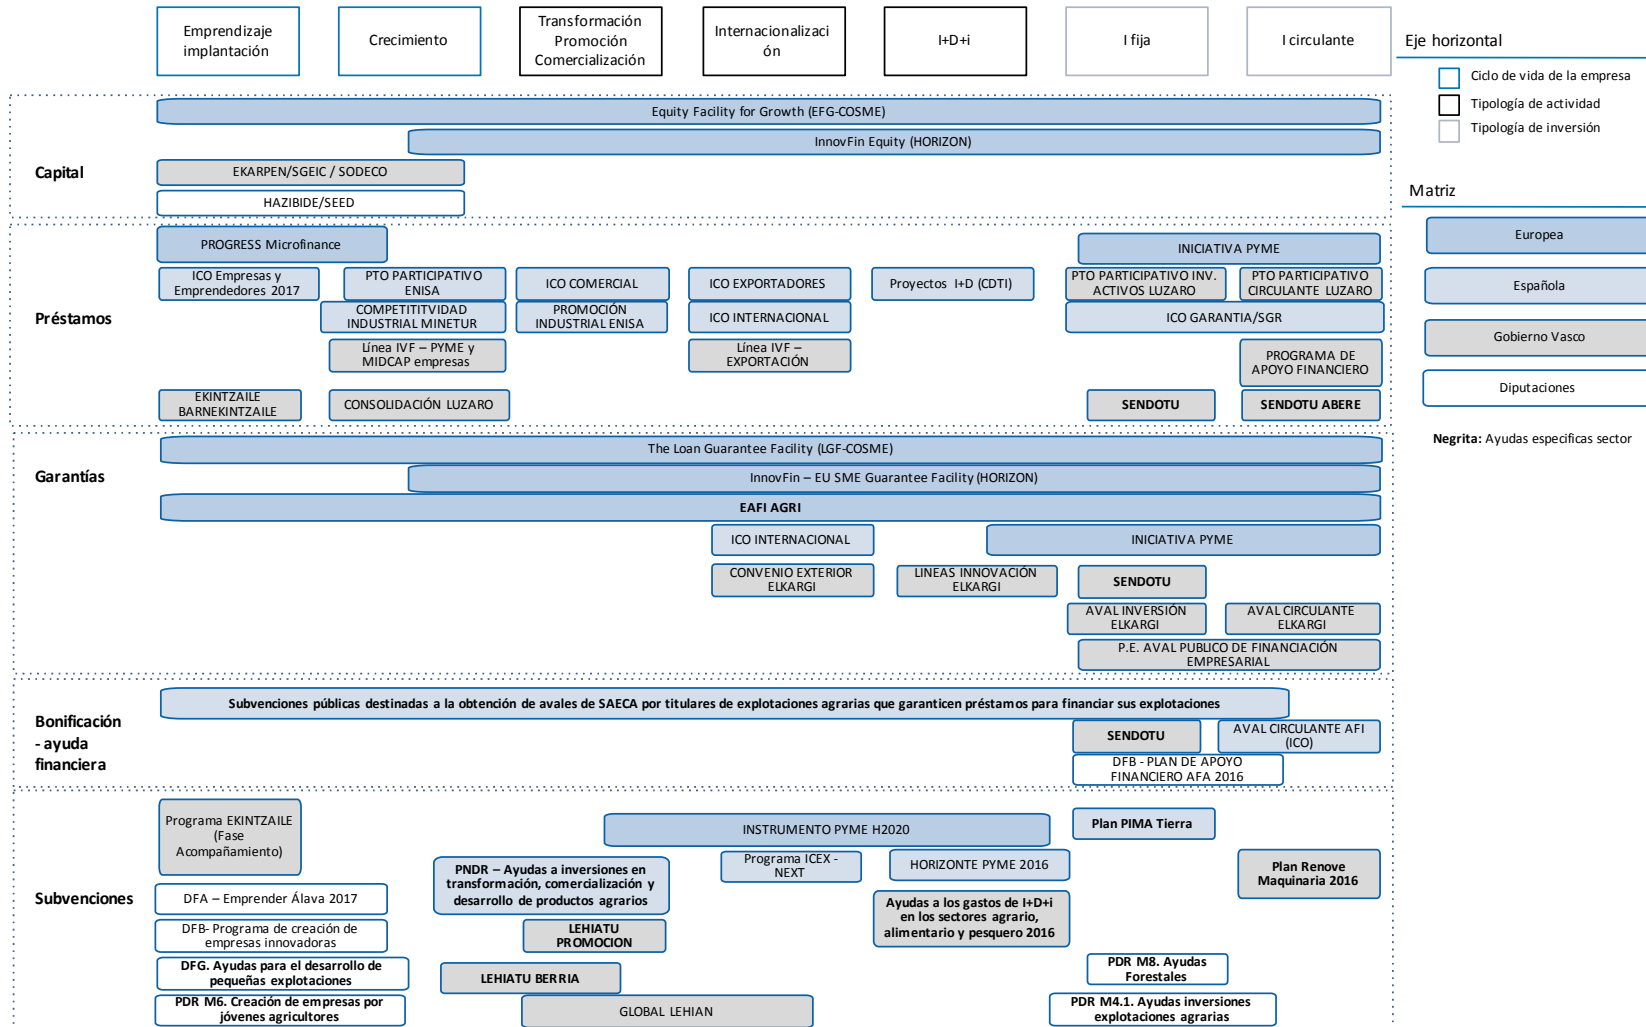 Emprendizaje
implantación
Crecimiento
Transformación
Promoción
Comercialización
Internacionalizaci
ón
I+D+i
I fija
I circulante
Eje horizontal
Ciclo de vida de la empresa
Tipología de actividad
Tipología de inversión
Matriz
Europea
Española
Gobierno Vasco
Diputaciones
Negrita: Ayudas especificas sector
Capital
Equity Facility for Growth (EFG-COSME)
InnovFin Equity (HORIZON)
EKARPEN/SGEIC / SODECO
HAZIBIDE/SEED
Préstamos
PROGRESS Microfinance
INICIATIVA PYME
ICO Empresas y
Emprendedores 2017
PTO PARTICIPATIVO
ENISA
ICO COMERCIAL
ICO EXPORTADORES
Proyectos I+D (CDTI)
PTO PARTICIPATIVO INV.
ACTIVOS LUZARO
PTO PARTICIPATIVO
CIRCULANTE LUZARO
COMPETITITVIDAD
INDUSTRIAL MINETUR
PROMOCIÓN
INDUSTRIAL ENISA
ICO INTERNACIONAL
ICO GARANTIA/SGR
Línea IVF – PYME y
MIDCAP empresas
Línea IVF –
EXPORTACIÓN
PROGRAMA DE
APOYO FINANCIERO
EKINTZAILE
BARNEKINTZAILE
CONSOLIDACIÓN LUZARO
SENDOTU
SENDOTU ABERE
Garantías
The Loan Guarantee Facility (LGF-COSME)
InnovFin – EU SME Guarantee Facility (HORIZON)
EAFI AGRI
ICO INTERNACIONAL
INICIATIVA PYME
CONVENIO EXTERIOR
ELKARGI
LINEAS INNOVACIÓN
ELKARGI
SENDOTU
AVAL INVERSIÓN
ELKARGI
AVAL CIRCULANTE
ELKARGI
P.E. AVAL PUBLICO DE FINANCIACIÓN
EMPRESARIAL
Bonificación
- ayuda
financiera
Subvenciones públicas destinadas a la obtención de avales de SAECA por titulares de explotaciones agrarias que garanticen préstamos para financiar sus explotaciones
SENDOTU
AVAL CIRCULANTE AFI
(ICO)
DFB - PLAN DE APOYO
FINANCIERO AFA 2016
Subvenciones
Programa EKINTZAILE
(Fase
Acompañamiento)
INSTRUMENTO PYME H2020
Plan PIMA Tierra
PNDR – Ayudas a inversiones en
transformación, comercialización y
desarrollo de productos agrarios
Programa ICEX -
NEXT
HORIZONTE PYME 2016
Plan Renove
Maquinaria 2016
DFA – Emprender Álava 2017
Ayudas a los gastos de I+D+i
en los sectores agrario,
alimentario y pesquero 2016
DFB- Programa de creación de
empresas innovadoras
LEHIATU
PROMOCION
DFG. Ayudas para el desarrollo de
pequeñas explotaciones
LEHIATU BERRIA
PDR M8. Ayudas
Forestales
PDR M6. Creación de empresas por
jóvenes agricultores
GLOBAL LEHIAN
PDR M4.1. Ayudas inversiones
explotaciones agrarias